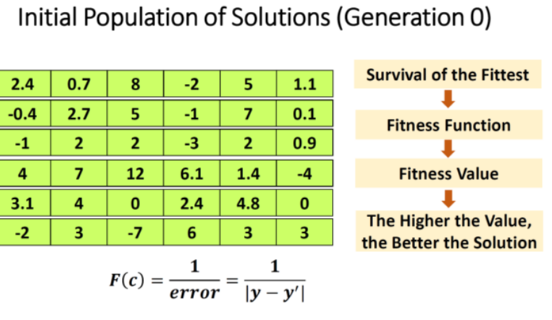 Initial Population of Solutions (Generation 0)
2.4 0.7 8 -2 5 1.1
-0.4 2.7 5 -1 7 0.1
-1 2 2 -3 2 0.9
4 7 12 6.1 1.4 -4
3.1 4 0 2.4 4.8 0
-2 3 -7 6 3 3
F(c) = 1/error = 1/|y − y'|
Survival of the Fittest
Fitness Function
Fitness Value
The Higher the Value,
the Better the Solution